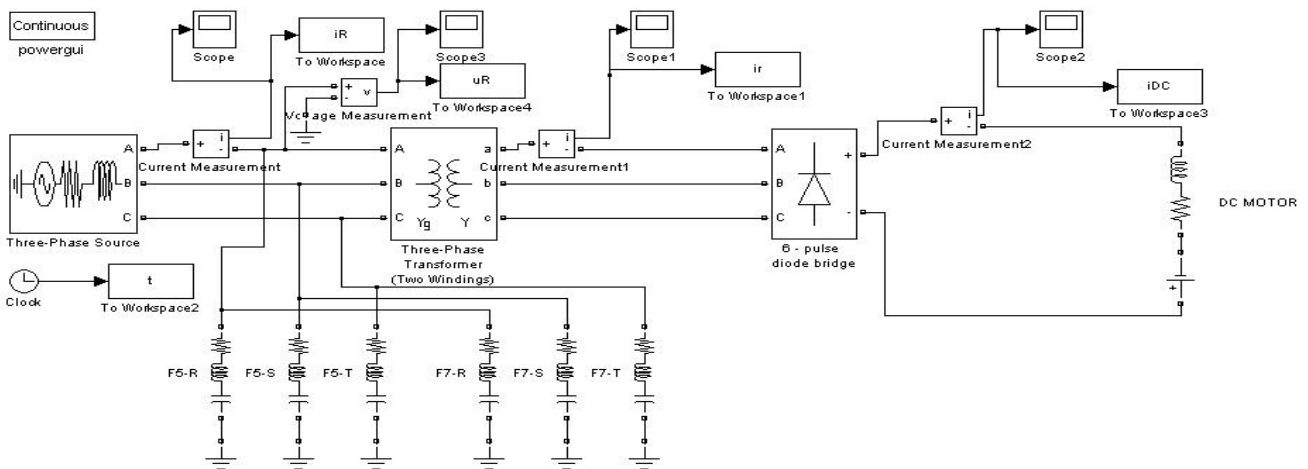 Continuous
powergui
Scope
iR
To Workspace
Scope3
uR
To Workspace4
+
-
v
Voltage Measurement
Scope1
ir
To Workspace1
Scope2
iDC
To Workspace3
A
B
C
Three-Phase Source
+
i
-
Current Measurement
A
B
C
a
b
c
Yg
Y
Three-Phase
Transformer
(Two Windings)
+
i
-
Current Measurement1
A
B
C
+
-
6 - pulse
diode bridge
+
i
-
Current Measurement2
DC MOTOR
+
Clock
t
To Workspace2
F5-R
F5-S
F5-T
F7-R
F7-S
F7-T